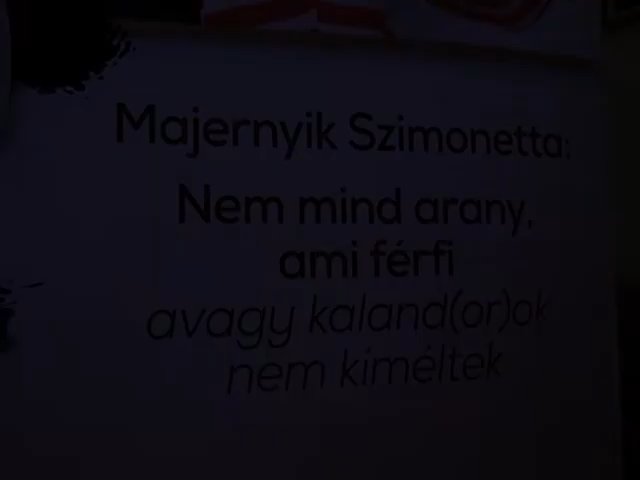 Majernyik Szimonetta:
Nem mind arany,
ami férfi
avagy kaland(or)ok
nem kíméltek